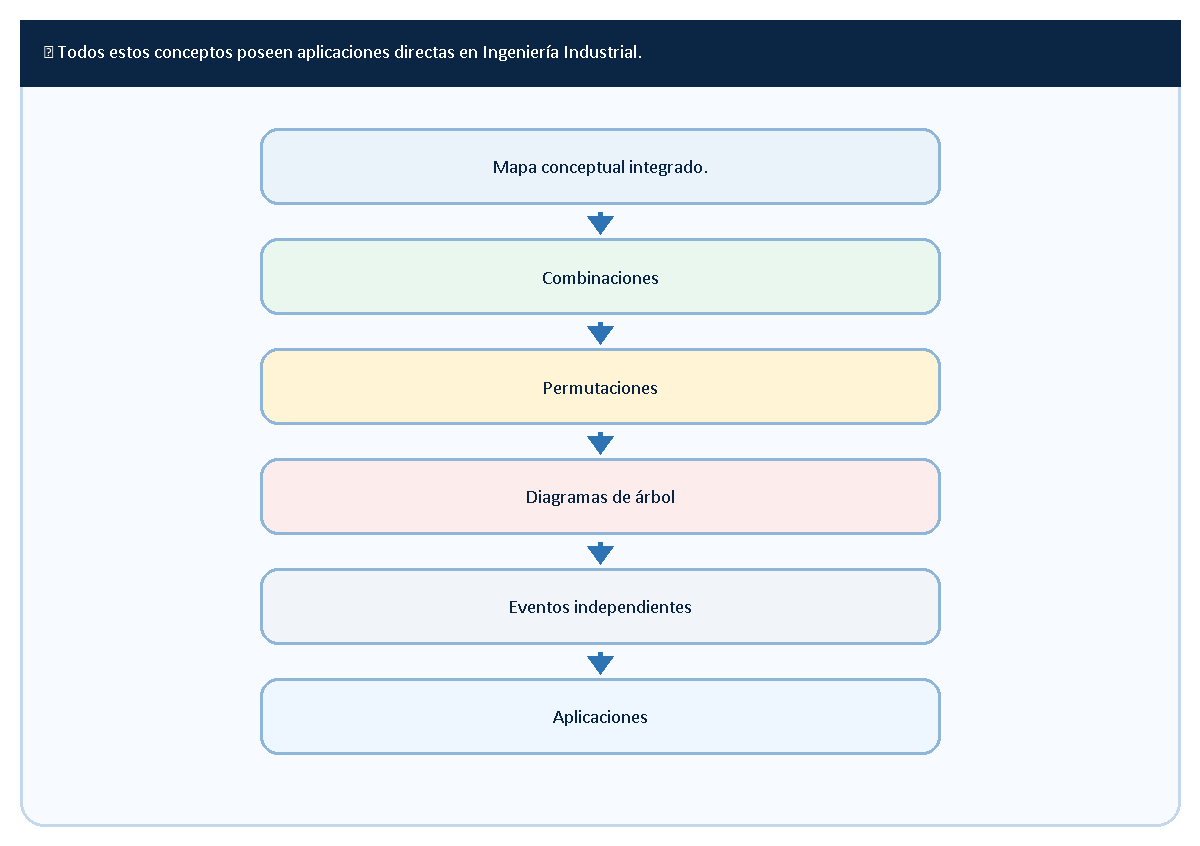 Todos estos conceptos poseen aplicaciones directas en Ingeniería Industrial.
Mapa conceptual integrado.
Combinaciones
Permutaciones
Diagramas de árbol
Eventos independientes
Aplicaciones